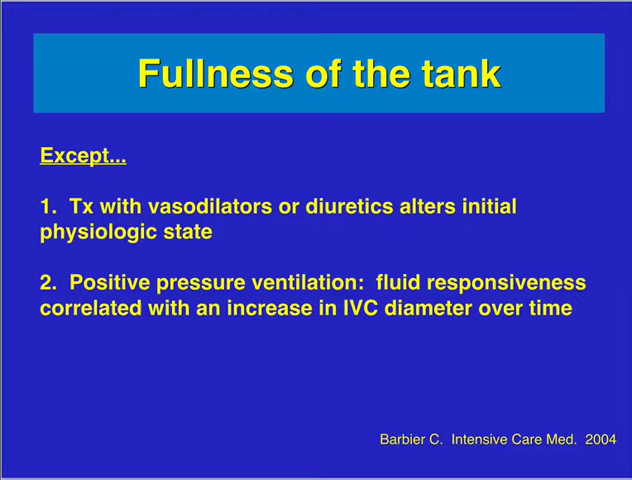 Fullness of the tank
Except...
1.  Tx with vasodilators or diuretics alters initial
physiologic state
2.  Positive pressure ventilation:  fluid responsiveness
correlated with an increase in IVC diameter over time
Barbier C.  Intensive Care Med.  2004